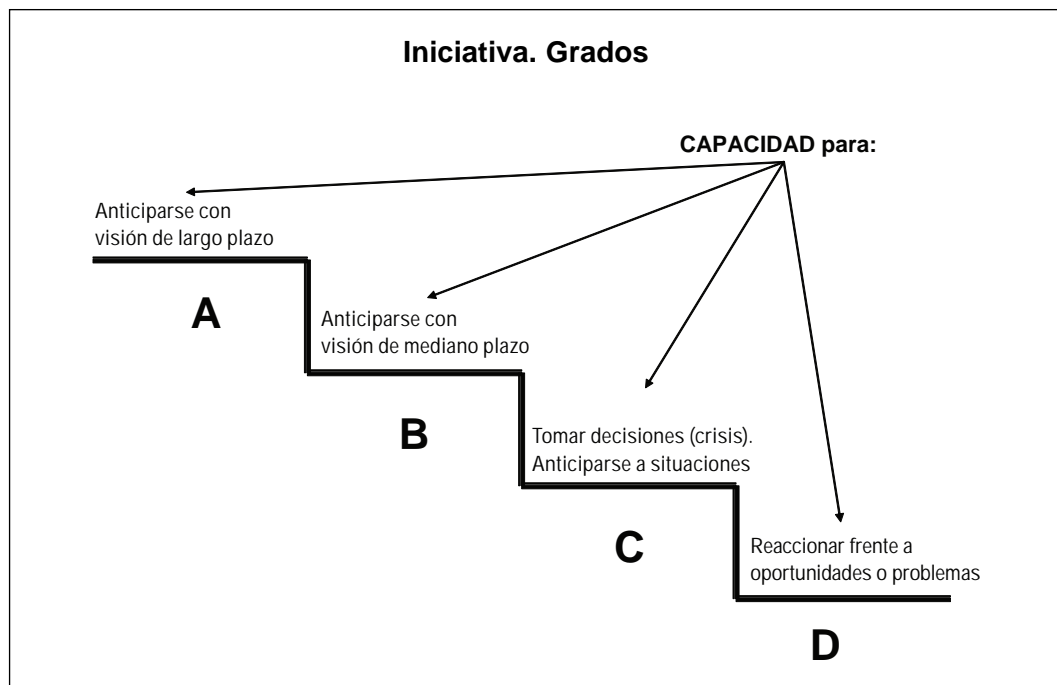 Iniciativa. Grados
CAPACIDAD para:
Anticiparse con
visión de largo plazo
A
Anticiparse con
visión de mediano plazo
B
Tomar decisiones (crisis).
Anticiparse a situaciones
C
Reaccionar frente a
oportunidades o problemas
D